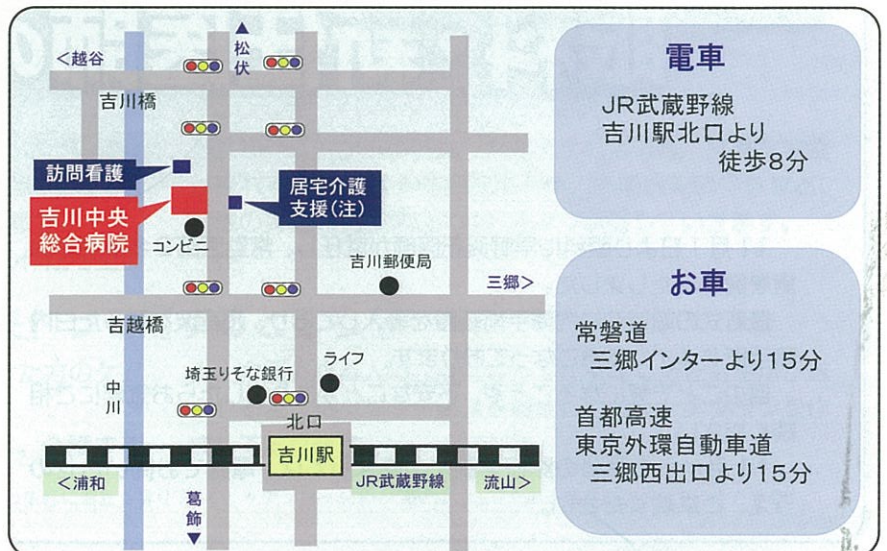 ▲松伏
<越谷
吉川橋
訪問看護
吉川中央
総合病院
居宅介護
支援(注)
コンビニ
吉川郵便局
三郷>
吉越橋
ライフ
埼玉りそな銀行
中川
北口
吉川駅
<浦和
JR武蔵野線
流山>
葛飾▼
電車
JR武蔵野線
吉川駅北口より
徒歩8分
お車
常磐道
三郷インターより15分
首都高速
東京外環自動車道
三郷西出口より15分